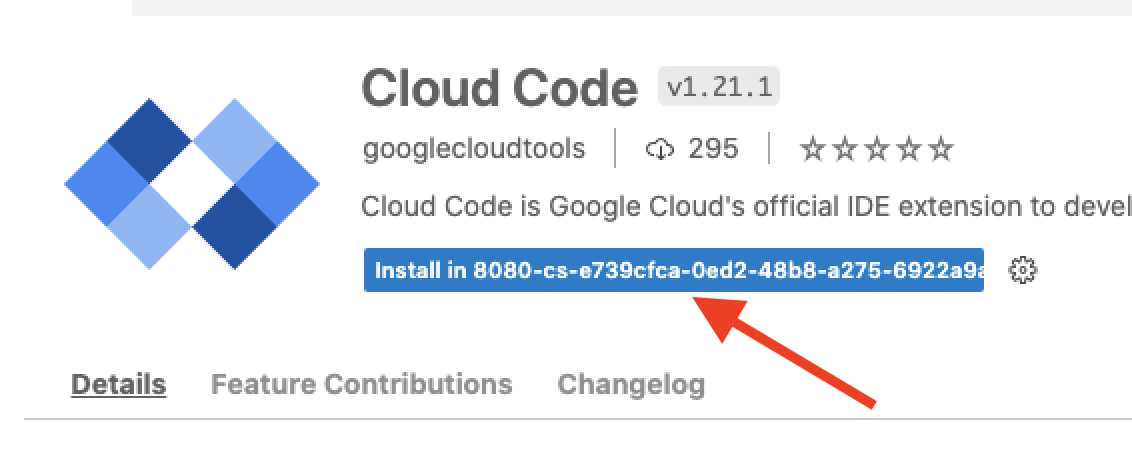 Cloud Code v1.21.1
googlecloudtools 295
Cloud Code is Google Cloud's official IDE extension to devel
Install in 8080-cs-e739cfca-0ed2-48b8-a275-6922a9a
Details Feature Contributions Changelog